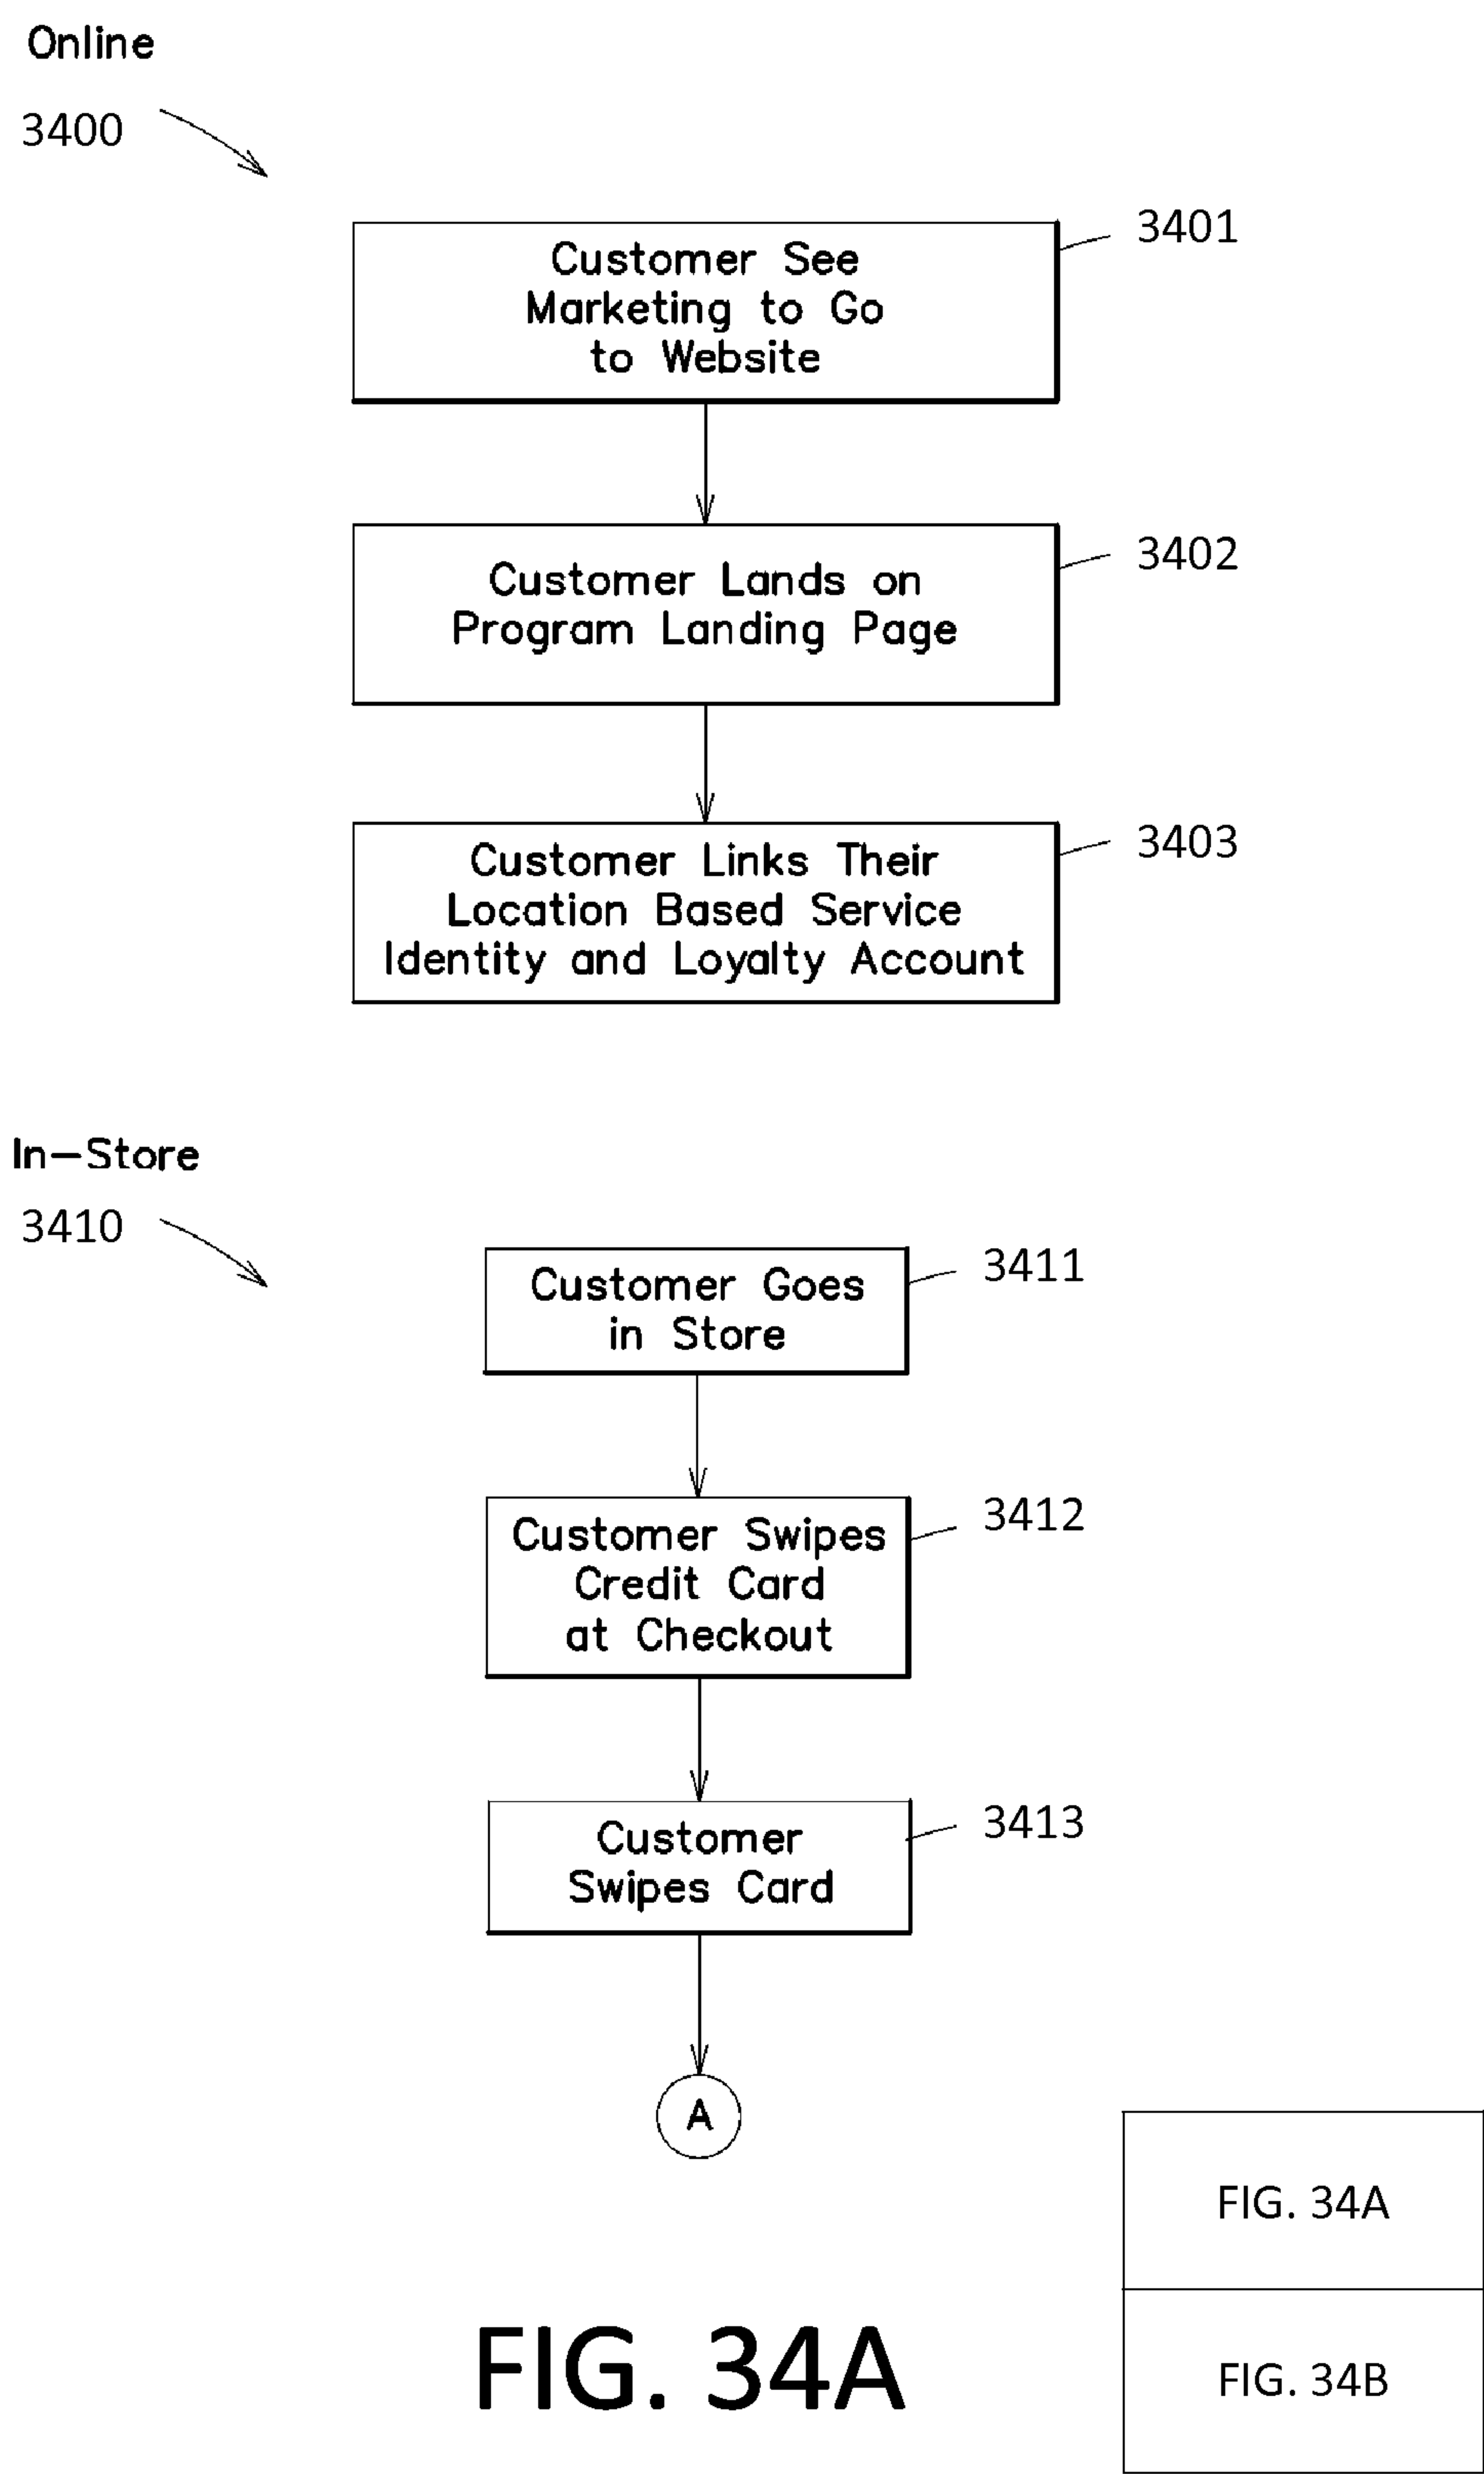 Online
3400
3401
Customer See
Marketing to Go
to Website
3402
Customer Lands on
Program Landing Page
3403
Customer Links Their
Location Based Service
Identity and Loyalty Account
In-Store
3410
3411
Customer Goes
in Store
3412
Customer Swipes
Credit Card
at Checkout
3413
Customer
Swipes Card
A
FIG. 34A
FIG. 34A
FIG. 34B